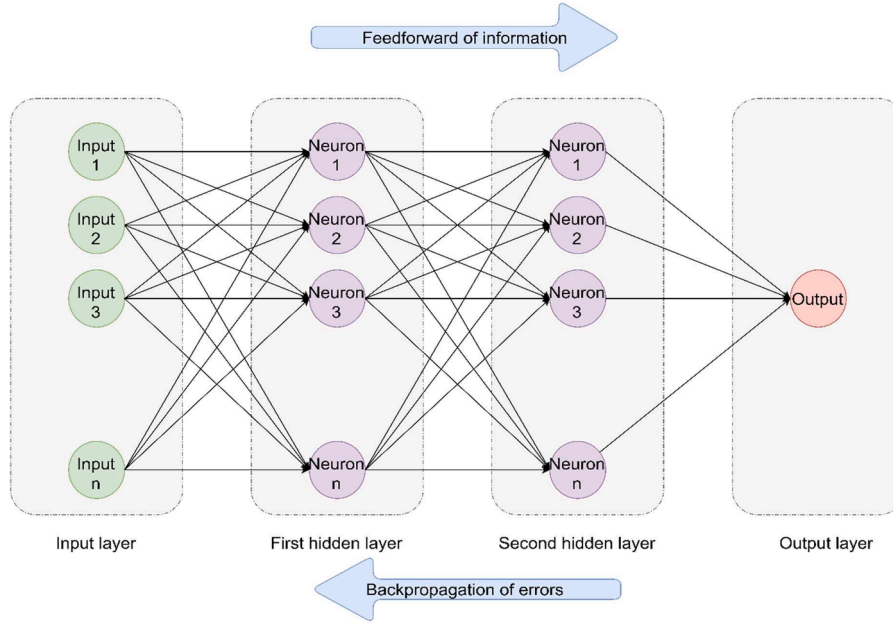 Feedforward of information
Input
1
Input
2
Input
3
Input
n
Neuron
1
Neuron
2
Neuron
3
Neuron
n
Neuron
1
Neuron
2
Neuron
3
Neuron
n
Output
Input layer
First hidden layer
Second hidden layer
Output layer
Backpropagation of errors